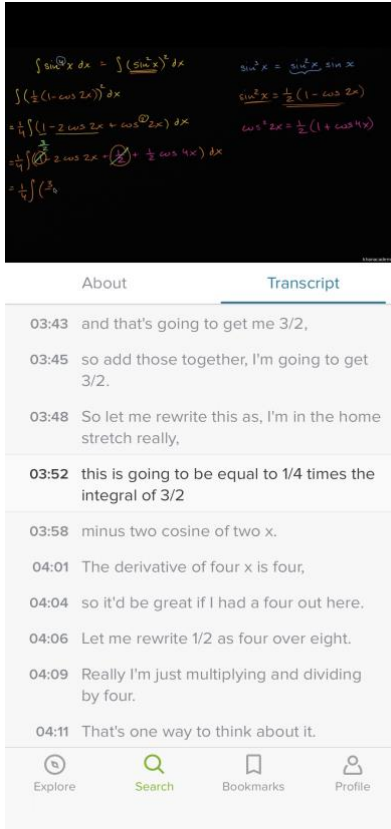 ∫ sin⁴x dx = ∫ (sin²x)² dx
sin³x = sin²x sin x
∫ (½(1 - cos 2x))² dx
sin²x = ½(1 - cos 2x)
= ¼ ∫ (1 - 2 cos 2x + cos² 2x) dx
cos² 2x = ½(1 + cos 4x)
3/2
= ¼ ∫ (1 - 2 cos 2x + ½ + ½ cos 4x) dx
= ¼ ∫ (3
About Transcript
03:43 and that's going to get me 3/2,
03:45 so add those together, I'm going to get
3/2.
03:48 So let me rewrite this as, I'm in the home
stretch really,
03:52 this is going to be equal to 1/4 times the
integral of 3/2
03:58 minus two cosine of two x.
04:01 The derivative of four x is four,
04:04 so it'd be great if I had a four out here.
04:06 Let me rewrite 1/2 as four over eight.
04:09 Really I'm just multiplying and dividing
by four.
04:11 That's one way to think about it.
Explore Search Bookmarks Profile